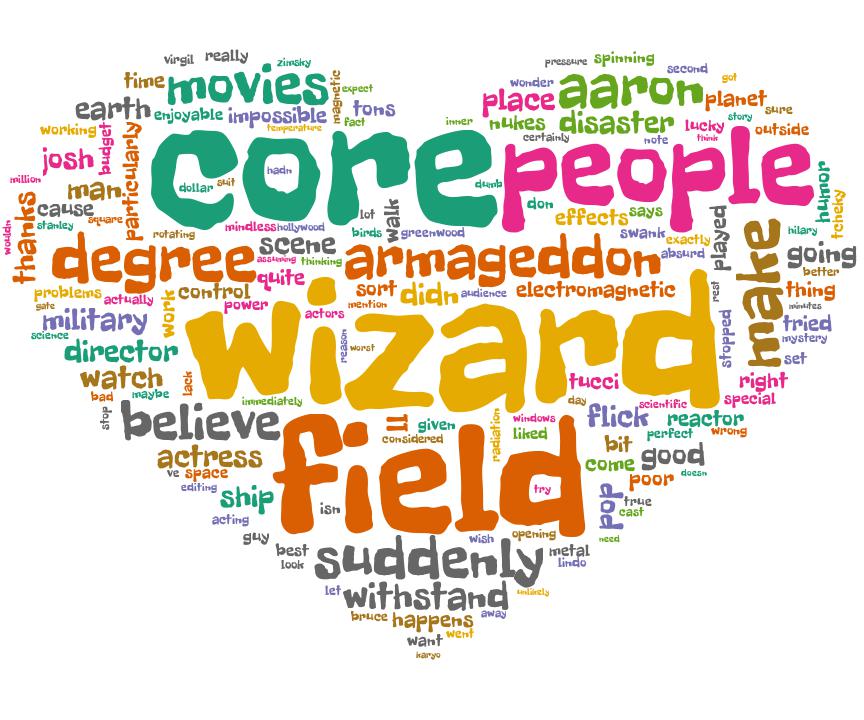 virgil really zimsky pressure spinning second
time movies magnetic expect wonder aaron got
earth enjoyable impossible fact tons place planet
working budget particularly temperature inner nukes disaster lucky story sure
josh core certainly people note think outside
million man dollar suit hadn dumb humor
thanks cause square lot walk don effects says tcheky
wouldn stanley rotating mindless hollywood birds greenwood swank exactly played hilary
degree scene assuming thinking armageddon absurd make going
problems actually control quite sort didn audience electromagnetic rest better thing
gate work power actors mention minutes
military wizard stopped tried
science director reason worst mystery
watch lack tucci set
bad maybe immediately day scientific right special
stop believe ll given radiation windows flick reactor
actress considered liked bit perfect wrong
ve space field come good
editing ship try pop poor doesn
acting isn true cast
guy wish opening need
best look suddenly metal lindo
let withstand unlikely
bruce happens away
want went
karyo